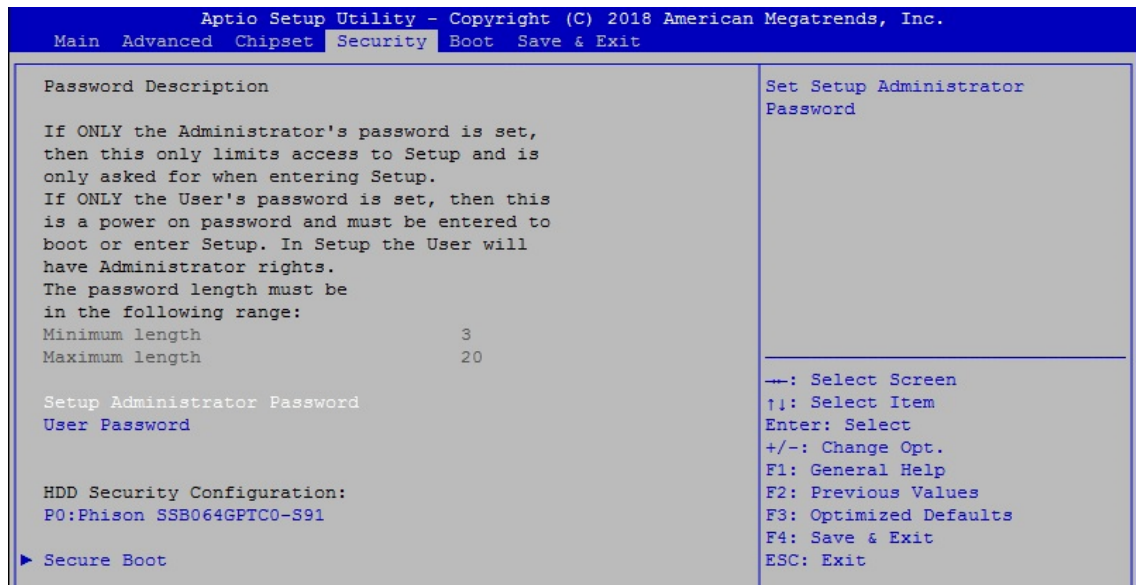 Aptio Setup Utility - Copyright (C) 2018 American Megatrends, Inc.
Main Advanced Chipset Security Boot Save & Exit
Password Description
If ONLY the Administrator's password is set,
then this only limits access to Setup and is
only asked for when entering Setup.
If ONLY the User's password is set, then this
is a power on password and must be entered to
boot or enter Setup. In Setup the User will
have Administrator rights.
The password length must be
in the following range:
Minimum length 3
Maximum length 20
Setup Administrator Password
User Password
HDD Security Configuration:
P0:Phison SSB064GPTC0-S91
► Secure Boot
Set Setup Administrator
Password
→←: Select Screen
↑↓: Select Item
Enter: Select
+/-: Change Opt.
F1: General Help
F2: Previous Values
F3: Optimized Defaults
F4: Save & Exit
ESC: Exit